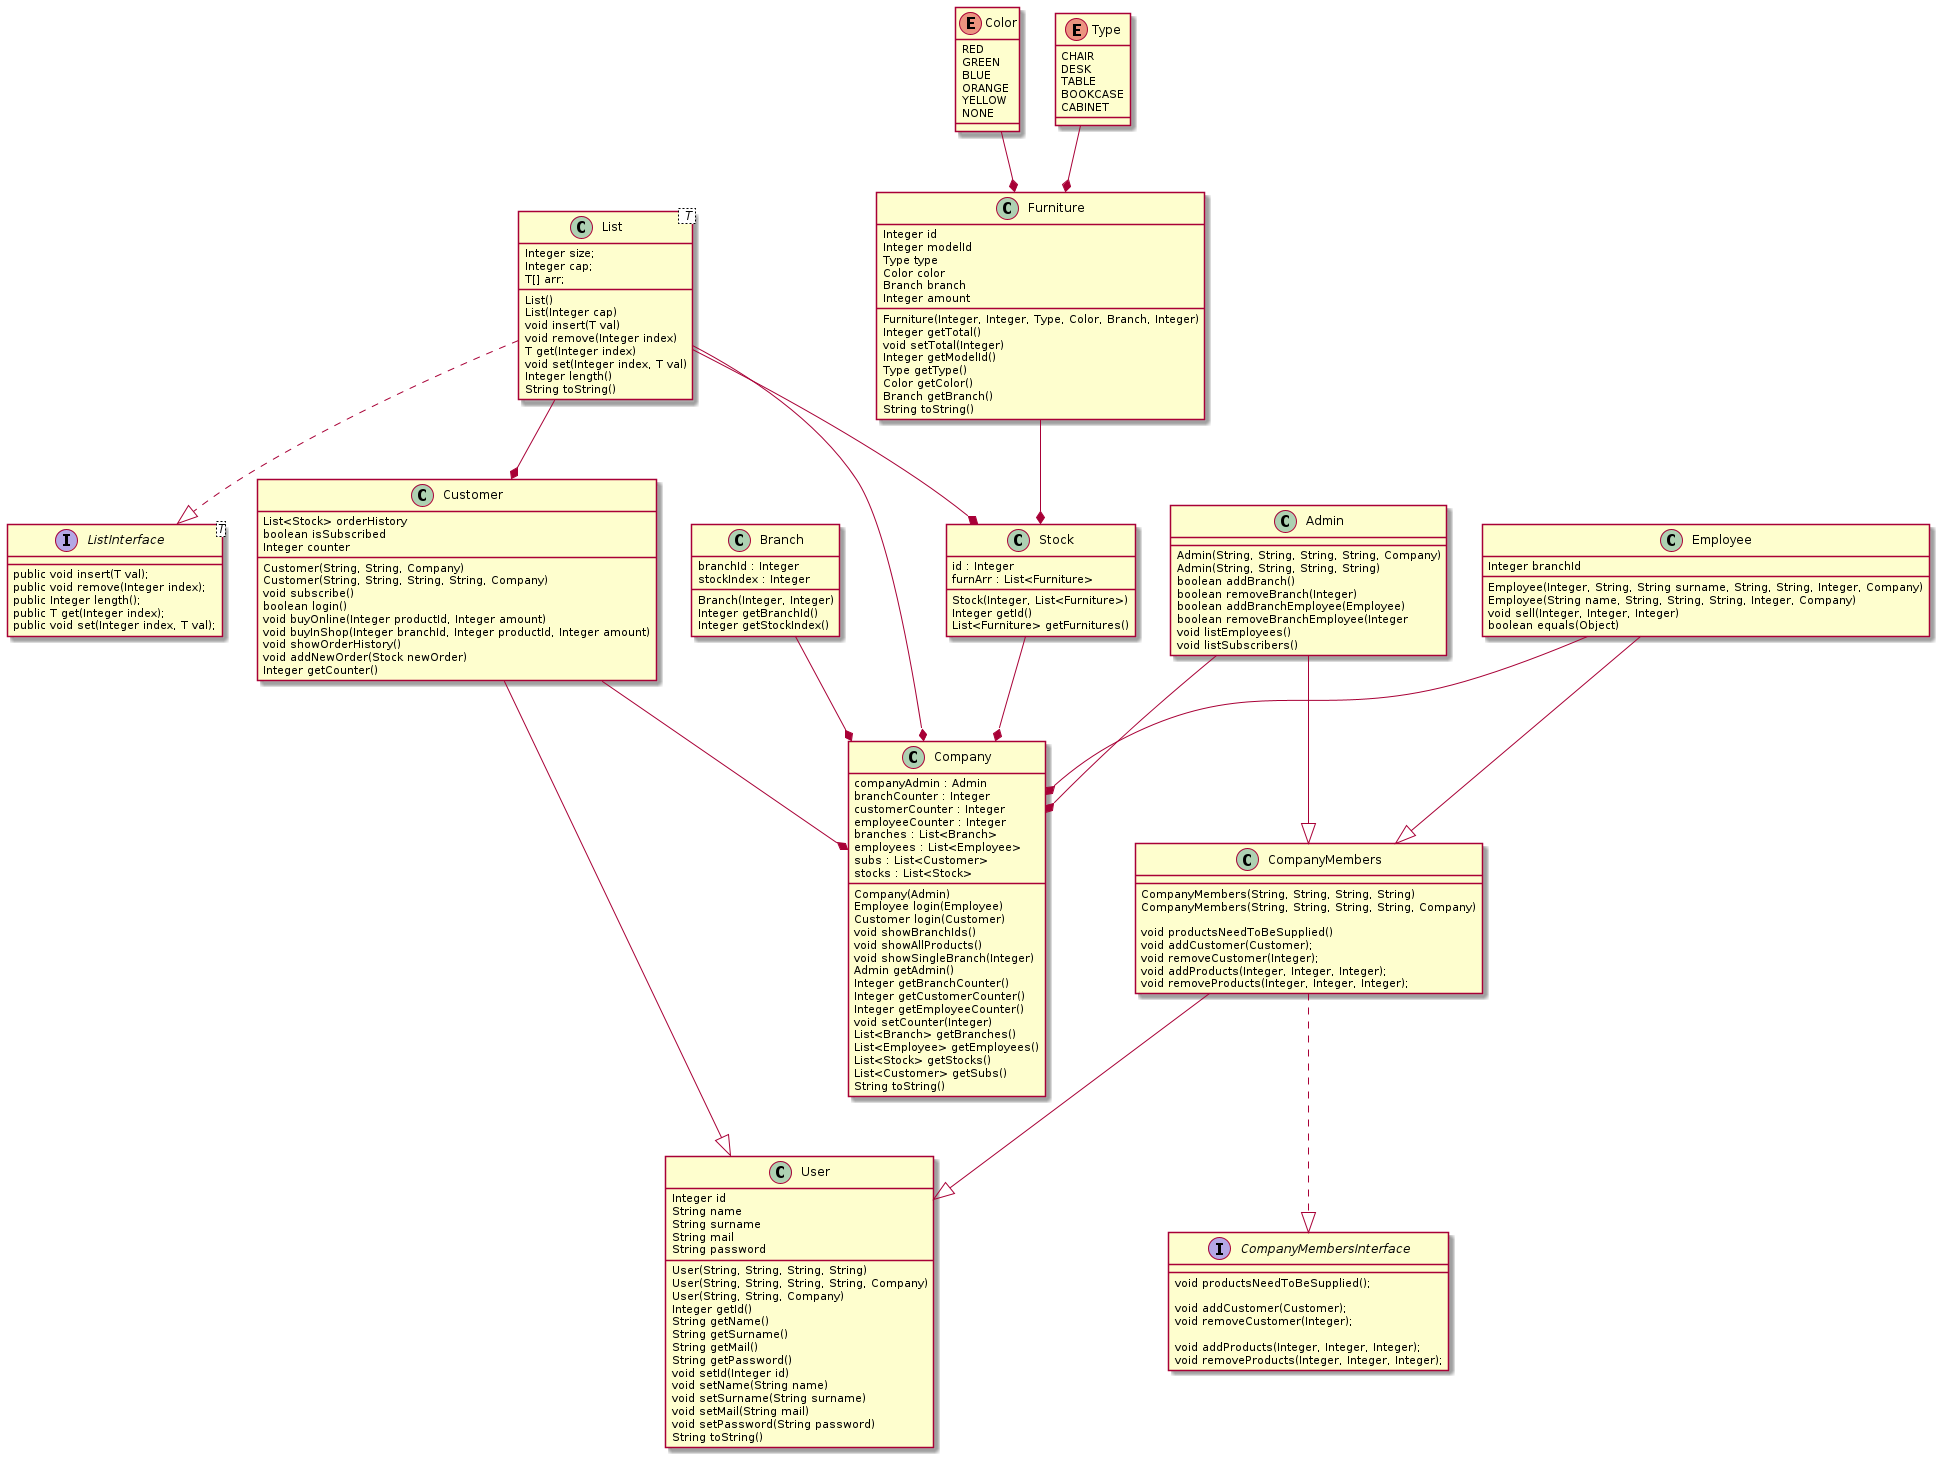 E Color
RED
GREEN
BLUE
ORANGE
YELLOW
NONE
E Type
CHAIR
DESK
TABLE
BOOKCASE
CABINET
C List T
Integer size;
Integer cap;
T[] arr;
List()
List(Integer cap)
void insert(T val)
void remove(Integer index)
T get(Integer index)
void set(Integer index, T val)
Integer length()
String toString()
C Furniture
Integer id
Integer modelId
Type type
Color color
Branch branch
Integer amount
Furniture(Integer, Integer, Type, Color, Branch, Integer)
Integer getTotal()
void setTotal(Integer)
Integer getModelId()
Type getType()
Color getColor()
Branch getBranch()
String toString()
I ListInterface T
public void insert(T val);
public void remove(Integer index);
public Integer length();
public T get(Integer index);
public void set(Integer index, T val);
C Customer
List<Stock> orderHistory
boolean isSubscribed
Integer counter
Customer(String, String, Company)
Customer(String, String, String, String, Company)
void subscribe()
boolean login()
void buyOnline(Integer productId, Integer amount)
void buyInShop(Integer branchId, Integer productId, Integer amount)
void showOrderHistory()
void addNewOrder(Stock newOrder)
Integer getCounter()
C Branch
branchId : Integer
stockIndex : Integer
Branch(Integer, Integer)
Integer getBranchId()
Integer getStockIndex()
C Stock
id : Integer
furnArr : List<Furniture>
Stock(Integer, List<Furniture>)
Integer getId()
List<Furniture> getFurnitures()
C Admin
Admin(String, String, String, String, Company)
Admin(String, String, String, String)
boolean addBranch()
boolean removeBranch(Integer)
boolean addBranchEmployee(Employee)
boolean removeBranchEmployee(Integer
void listEmployees()
void listSubscribers()
C Employee
Integer branchId
Employee(Integer, String, String surname, String, String, Integer, Company)
Employee(String name, String, String, String, Integer, Company)
void sell(Integer, Integer, Integer)
boolean equals(Object)
C Company
companyAdmin : Admin
branchCounter : Integer
customerCounter : Integer
employeeCounter : Integer
branches : List<Branch>
employees : List<Employee>
subs : List<Customer>
stocks : List<Stock>
Company(Admin)
Employee login(Employee)
Customer login(Customer)
void showBranchIds()
void showAllProducts()
void showSingleBranch(Integer)
Admin getAdmin()
Integer getBranchCounter()
Integer getCustomerCounter()
Integer getEmployeeCounter()
void setCounter(Integer)
List<Branch> getBranches()
List<Employee> getEmployees()
List<Stock> getStocks()
List<Customer> getSubs()
String toString()
C CompanyMembers
CompanyMembers(String, String, String, String)
CompanyMembers(String, String, String, String, Company)
void productsNeedToBeSupplied()
void addCustomer(Customer);
void removeCustomer(Integer);
void addProducts(Integer, Integer, Integer);
void removeProducts(Integer, Integer, Integer);
C User
Integer id
String name
String surname
String mail
String password
User(String, String, String, String)
User(String, String, String, String, Company)
User(String, String, Company)
Integer getId()
String getName()
String getSurname()
String getMail()
String getPassword()
void setId(Integer id)
void setName(String name)
void setSurname(String surname)
void setMail(String mail)
void setPassword(String password)
String toString()
I CompanyMembersInterface
void productsNeedToBeSupplied();
void addCustomer(Customer);
void removeCustomer(Integer);
void addProducts(Integer, Integer, Integer);
void removeProducts(Integer, Integer, Integer);